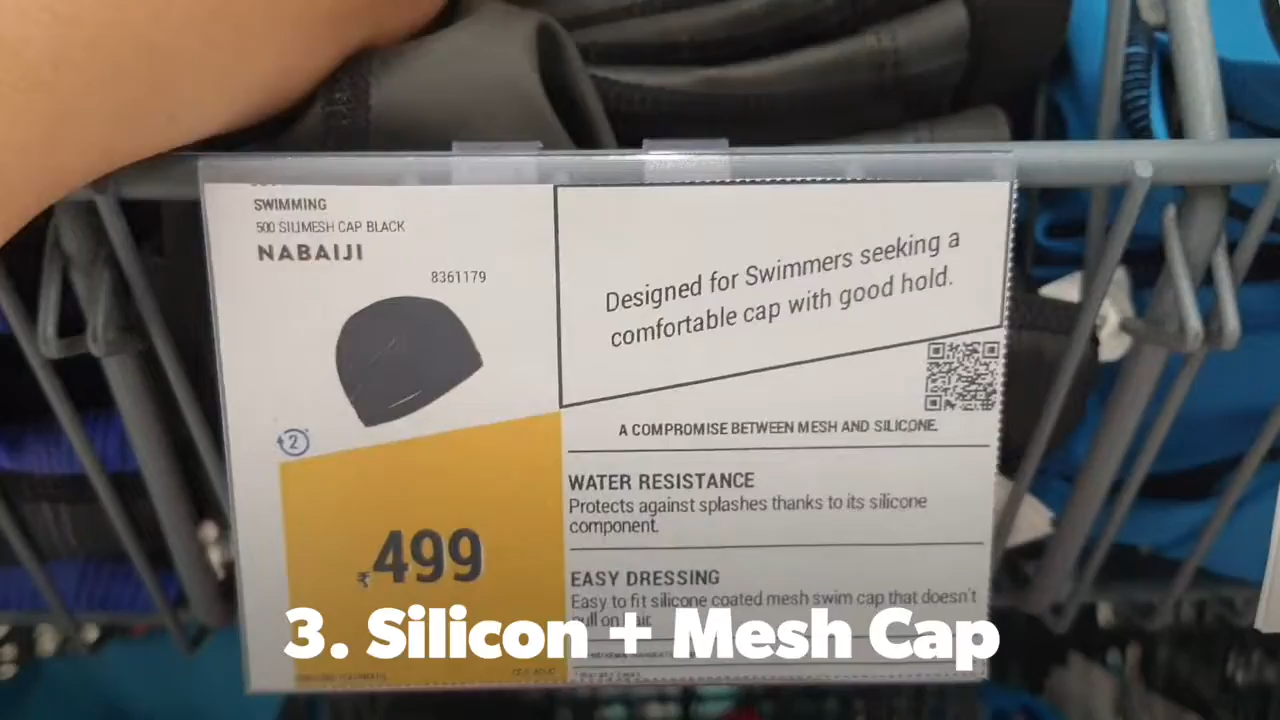 SWIMMING
500 SILIMESH CAP BLACK
NABAIJI
8361179
Designed for Swimmers seeking a
comfortable cap with good hold.
A COMPROMISE BETWEEN MESH AND SILICONE.
2
₹499
WATER RESISTANCE
Protects against splashes thanks to its silicone
component.
EASY DRESSING
Easy to fit silicone coated mesh swim cap that doesn't
on
3. Silicon + Mesh Cap